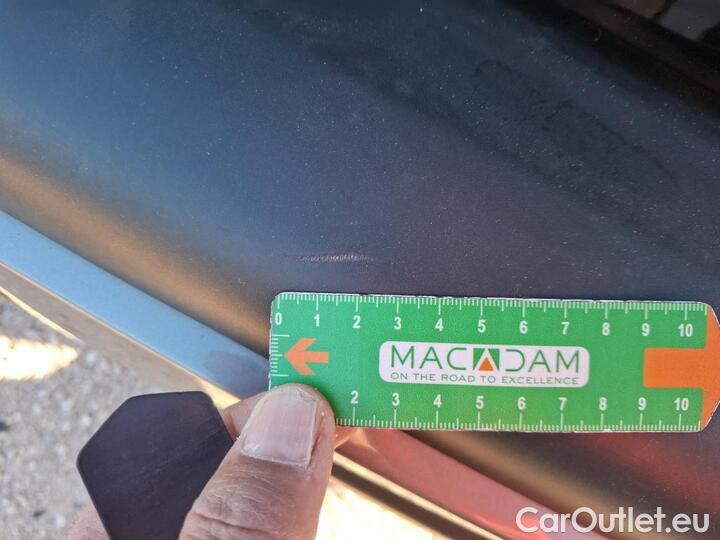 0 1 2 3 4 5 6 7 8 9 10
MACADAM
ON THE ROAD TO EXCELLENCE
2 3 4 5 6 7 8 9 10
CarOutlet.eu